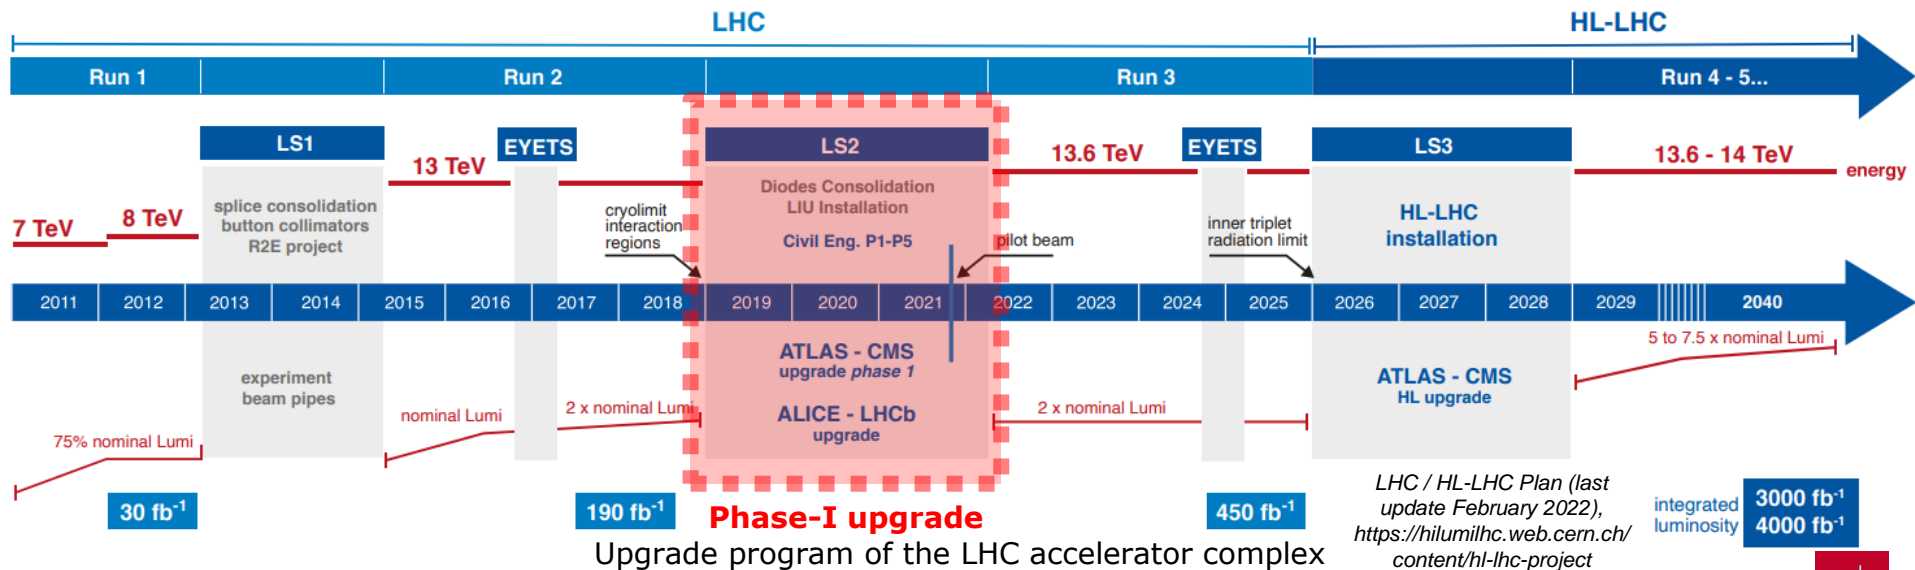 LHC
HL-LHC
Run 1
Run 2
Run 3
Run 4 - 5...
LS1
EYETS
LS2
EYETS
LS3
7 TeV
8 TeV
13 TeV
13.6 TeV
13.6 - 14 TeV
energy
splice consolidation
button collimators
R2E project
cryolimit
interaction
regions
Diodes Consolidation
LIU Installation
Civil Eng. P1-P5
pilot beam
inner triplet
radiation limit
HL-LHC
installation
2011
2012
2013
2014
2015
2016
2017
2018
2019
2020
2021
2022
2023
2024
2025
2026
2027
2028
2029
2040
experiment
beam pipes
ATLAS - CMS
upgrade phase 1
ALICE - LHCb
upgrade
ATLAS - CMS
HL upgrade
75% nominal Lumi
nominal Lumi
2 x nominal Lumi
2 x nominal Lumi
5 to 7.5 x nominal Lumi
30 fb⁻¹
190 fb⁻¹
450 fb⁻¹
integrated
luminosity
3000 fb⁻¹
4000 fb⁻¹
Phase-I upgrade
Upgrade program of the LHC accelerator complex
LHC / HL-LHC Plan (last
update February 2022),
https://hilumilhc.web.cern.ch/
content/hl-lhc-project